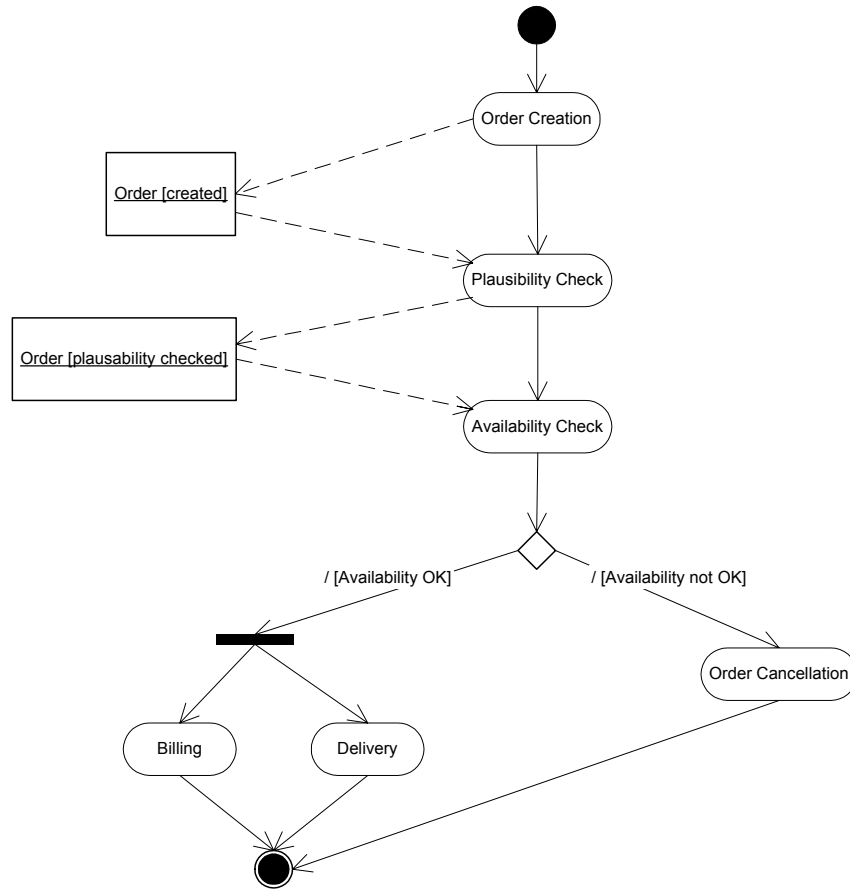 Order Creation
Order [created]
Plausibility Check
Order [plausability checked]
Availability Check
/ [Availability OK]
/ [Availability not OK]
Order Cancellation
Billing
Delivery